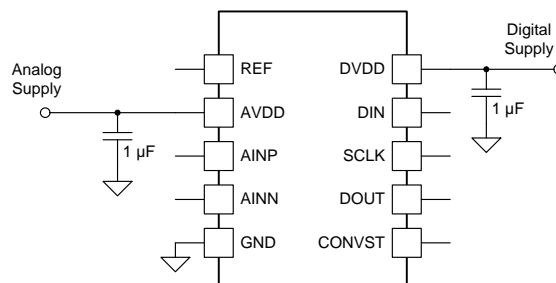 Digital
Supply
Analog
Supply
REF
DVDD
AVDD
DIN
1 µF
1 µF
AINP
SCLK
AINN
DOUT
GND
CONVST